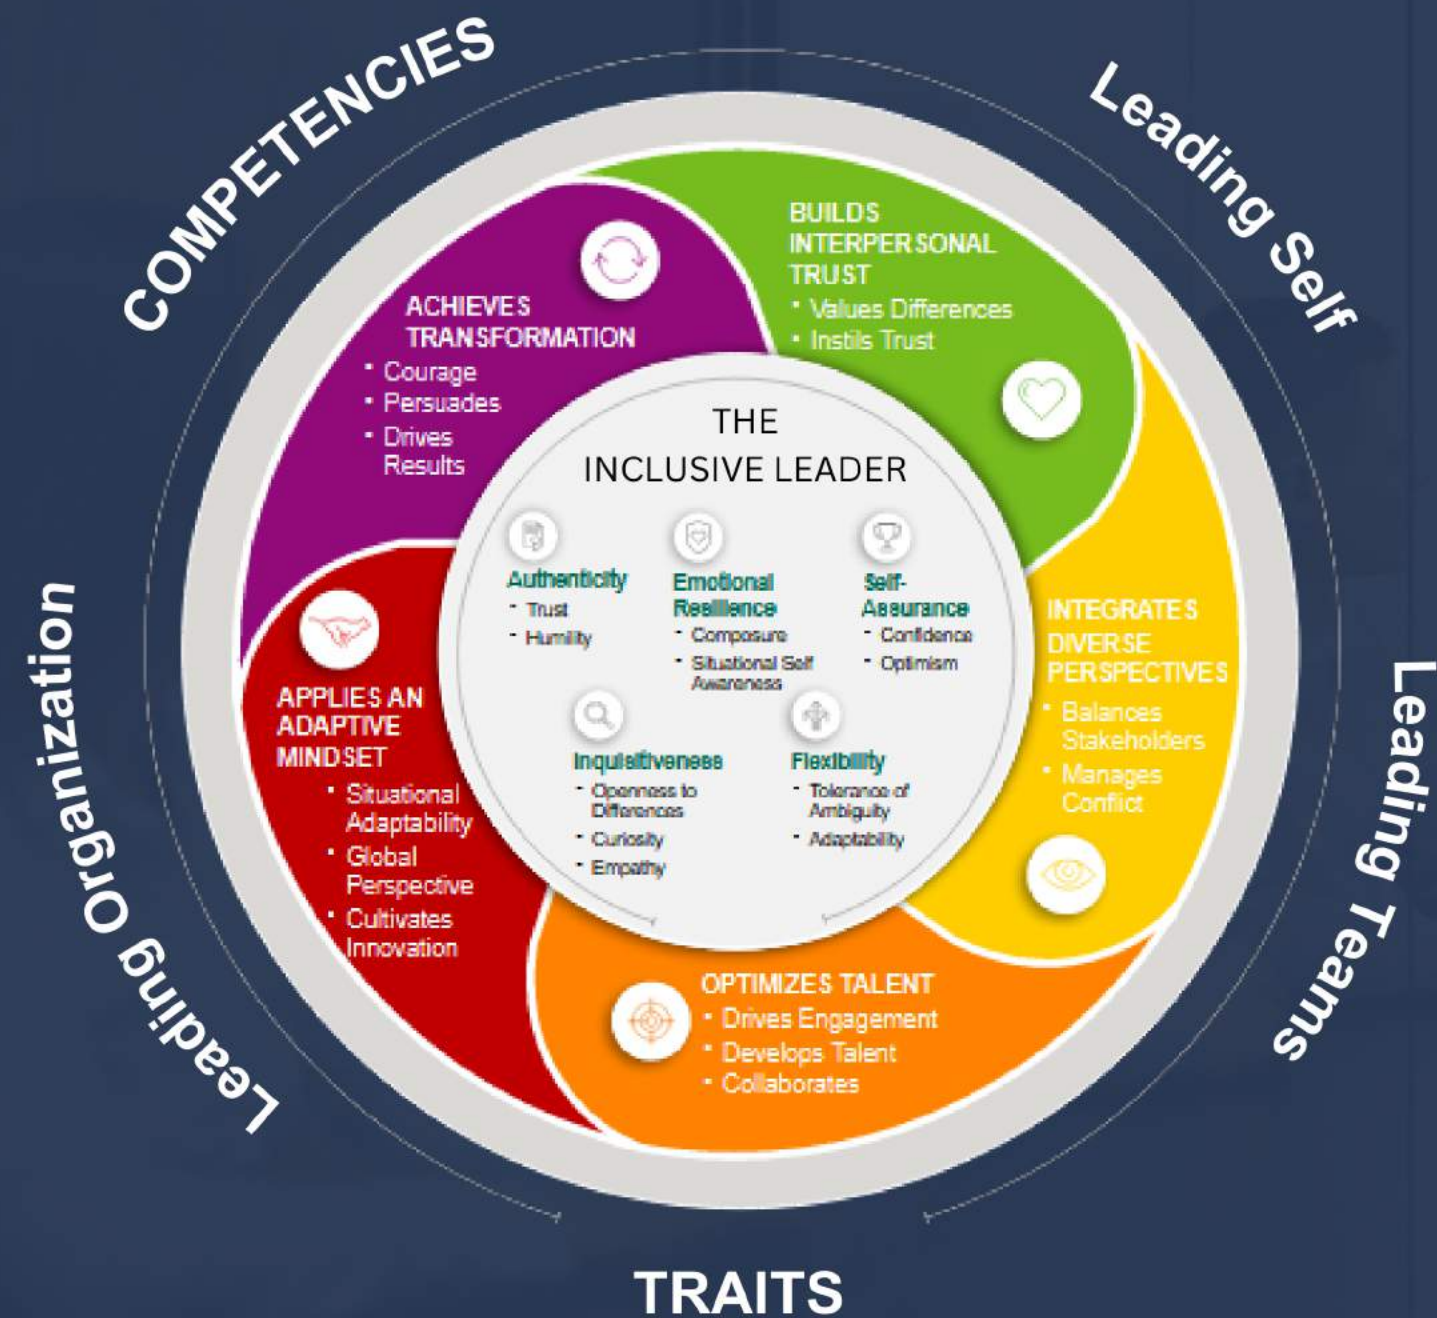 COMPETENCIES
Leading Self
Leading Teams
Leading Organization
TRAITS
ACHIEVES
TRANSFORMATION
Courage
Persuades
Drives
Results
BUILDS
INTERPERSONAL
TRUST
Values Differences
Instils Trust
INTEGRATES
DIVERSE
PERSPECTIVES
Balances
Stakeholders
Manages
Conflict
OPTIMIZES TALENT
Drives Engagement
Develops Talent
Collaborates
APPLIES AN
ADAPTIVE
MINDSET
Situational
Adaptability
Global
Perspective
Cultivates
Innovation
THE
INCLUSIVE LEADER
Authenticity
Trust
Humility
Emotional
Resilience
Composure
Situational Self
Awareness
Self-
Assurance
Confidence
Optimism
Inquisitiveness
Openness to
Differences
Curiosity
Empathy
Flexibility
Tolerance of
Ambiguity
Adaptability